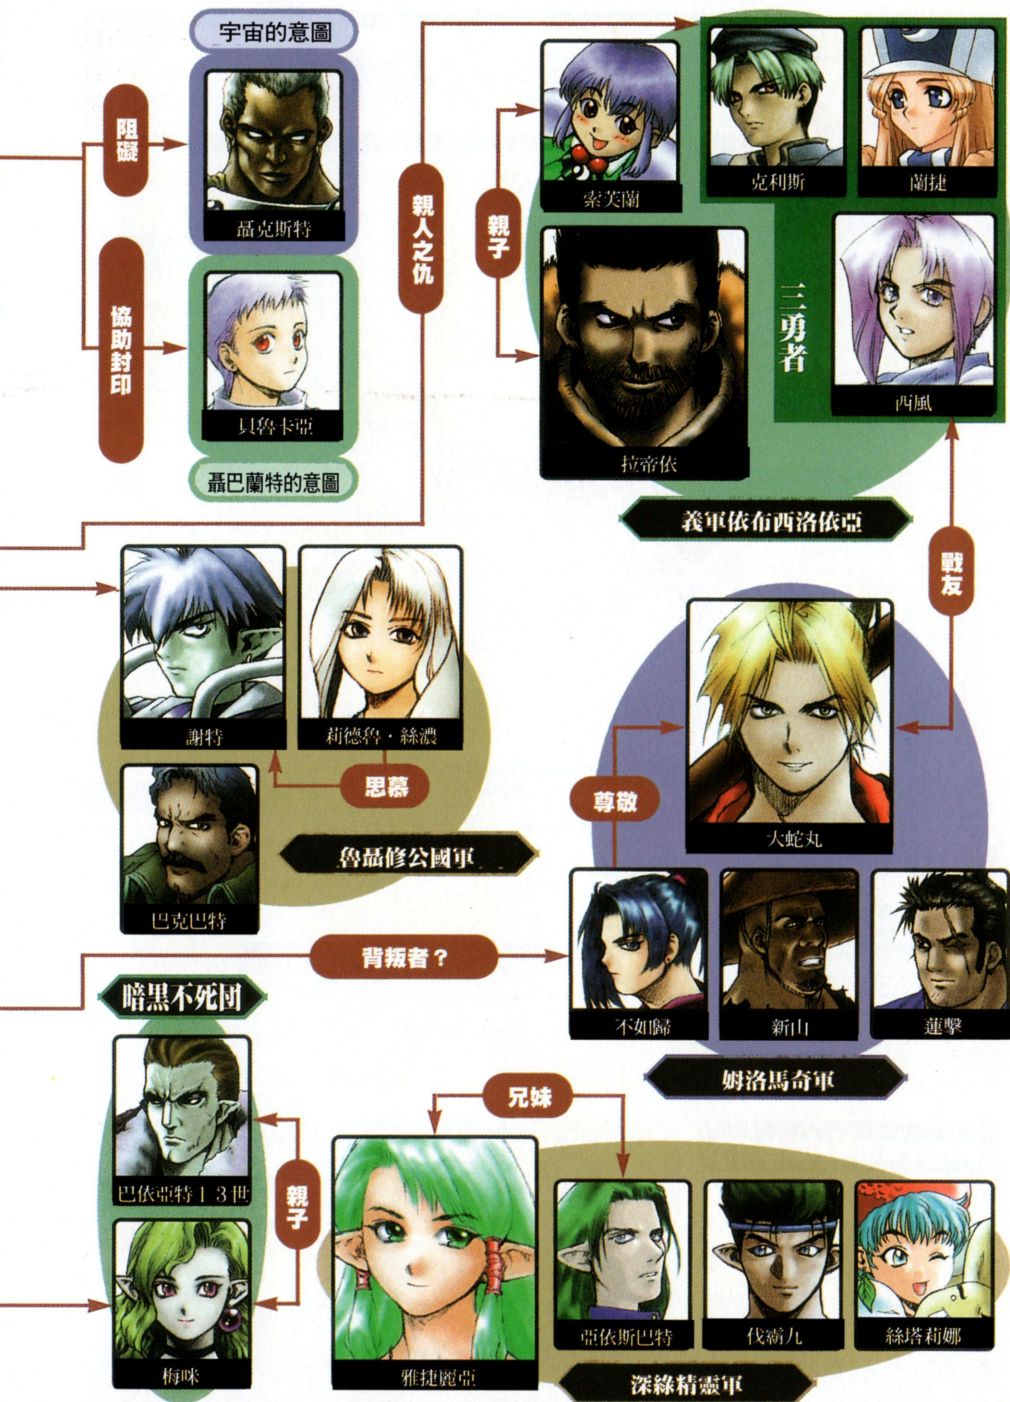 宇宙的意圖
阻礙
聶克斯特
協助封印
貝魯卡亞
聶巴蘭特的意圖
親人之仇
親子
索芙蘭
克利斯
蘭捷
三勇者
西風
拉帝依
義軍依布西洛依亞
戰友
謝特
莉德魯・絲濃
思慕
巴克巴特
魯聶修公國軍
尊敬
大蛇丸
背叛者？
不如歸
新山
蓮擊
姆洛馬奇軍
暗黒不死団
巴依亞特１３世
親子
梅咪
兄妹
雅捷麗亞
亞依斯巴特
伐霸九
絲塔莉娜
深綠精靈軍